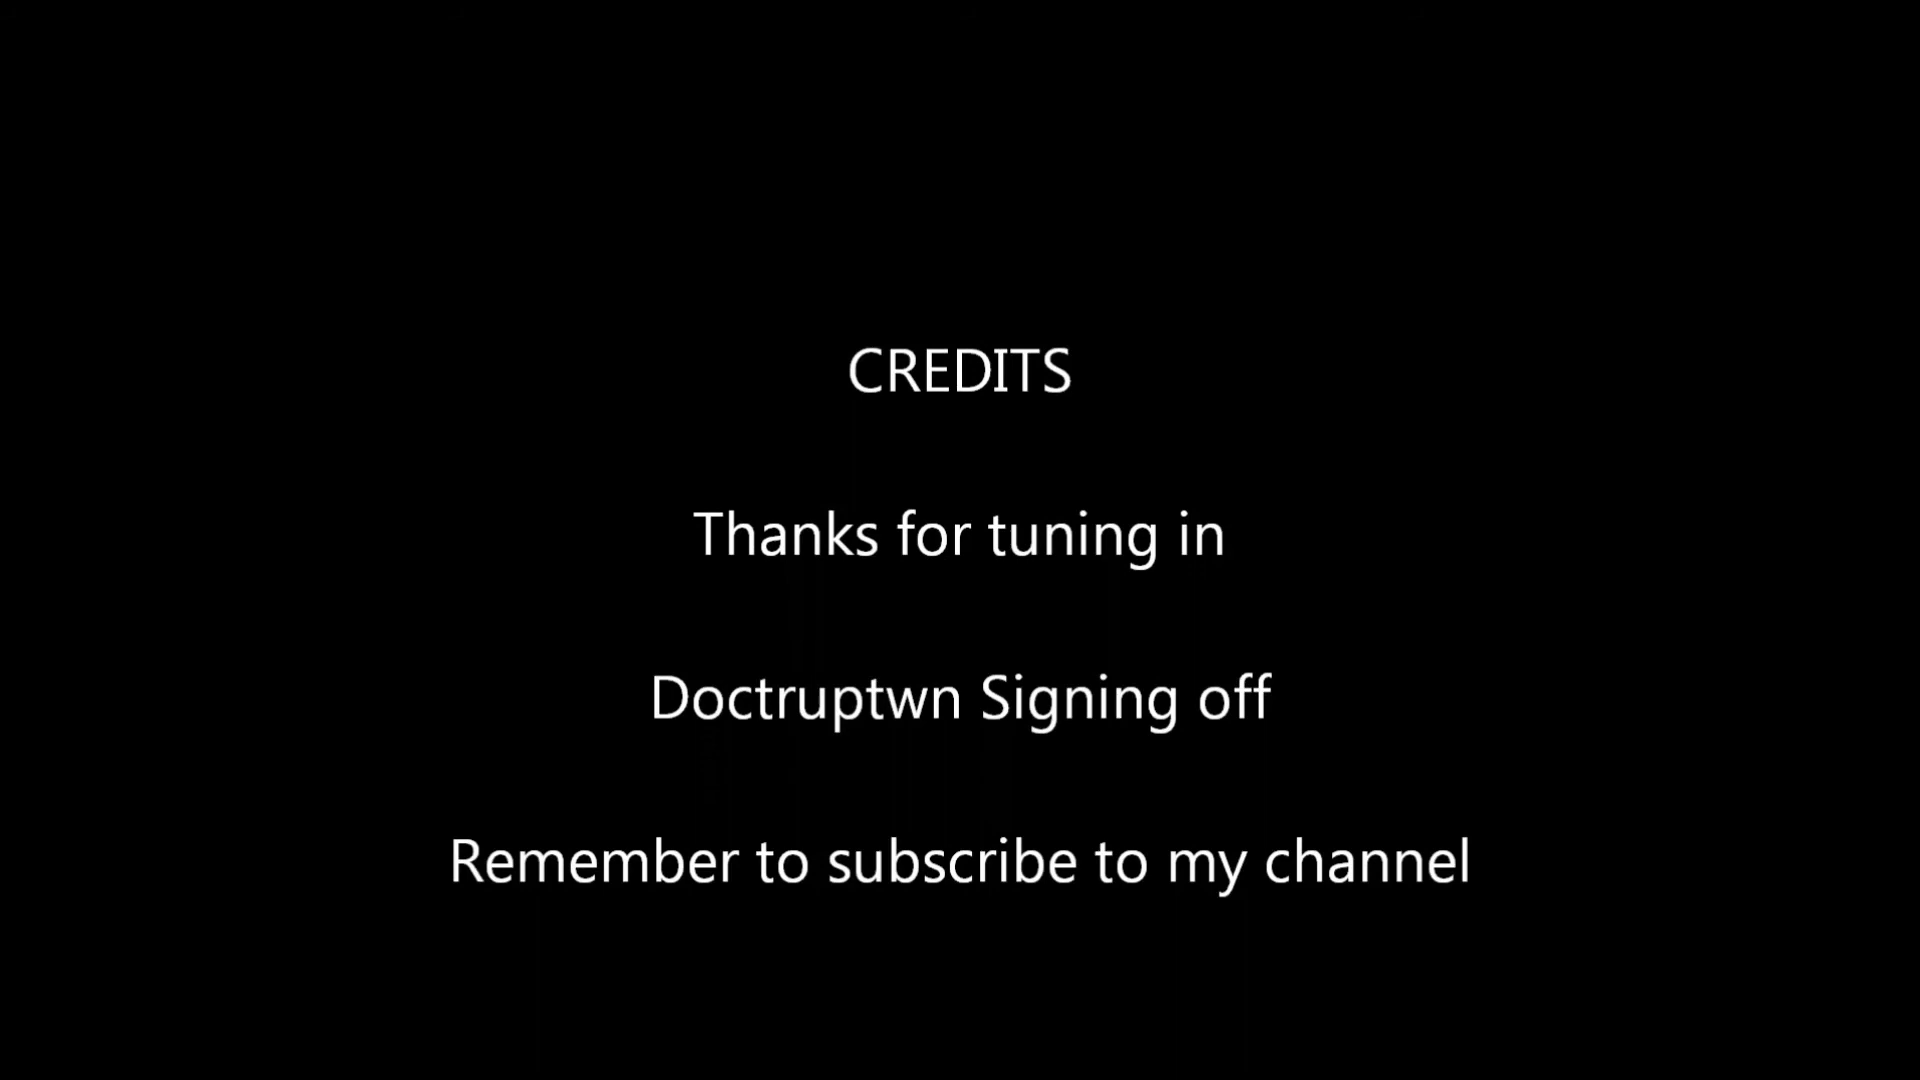 CREDITS
Thanks for tuning in
Doctruptwn Signing off
Remember to subscribe to my channel